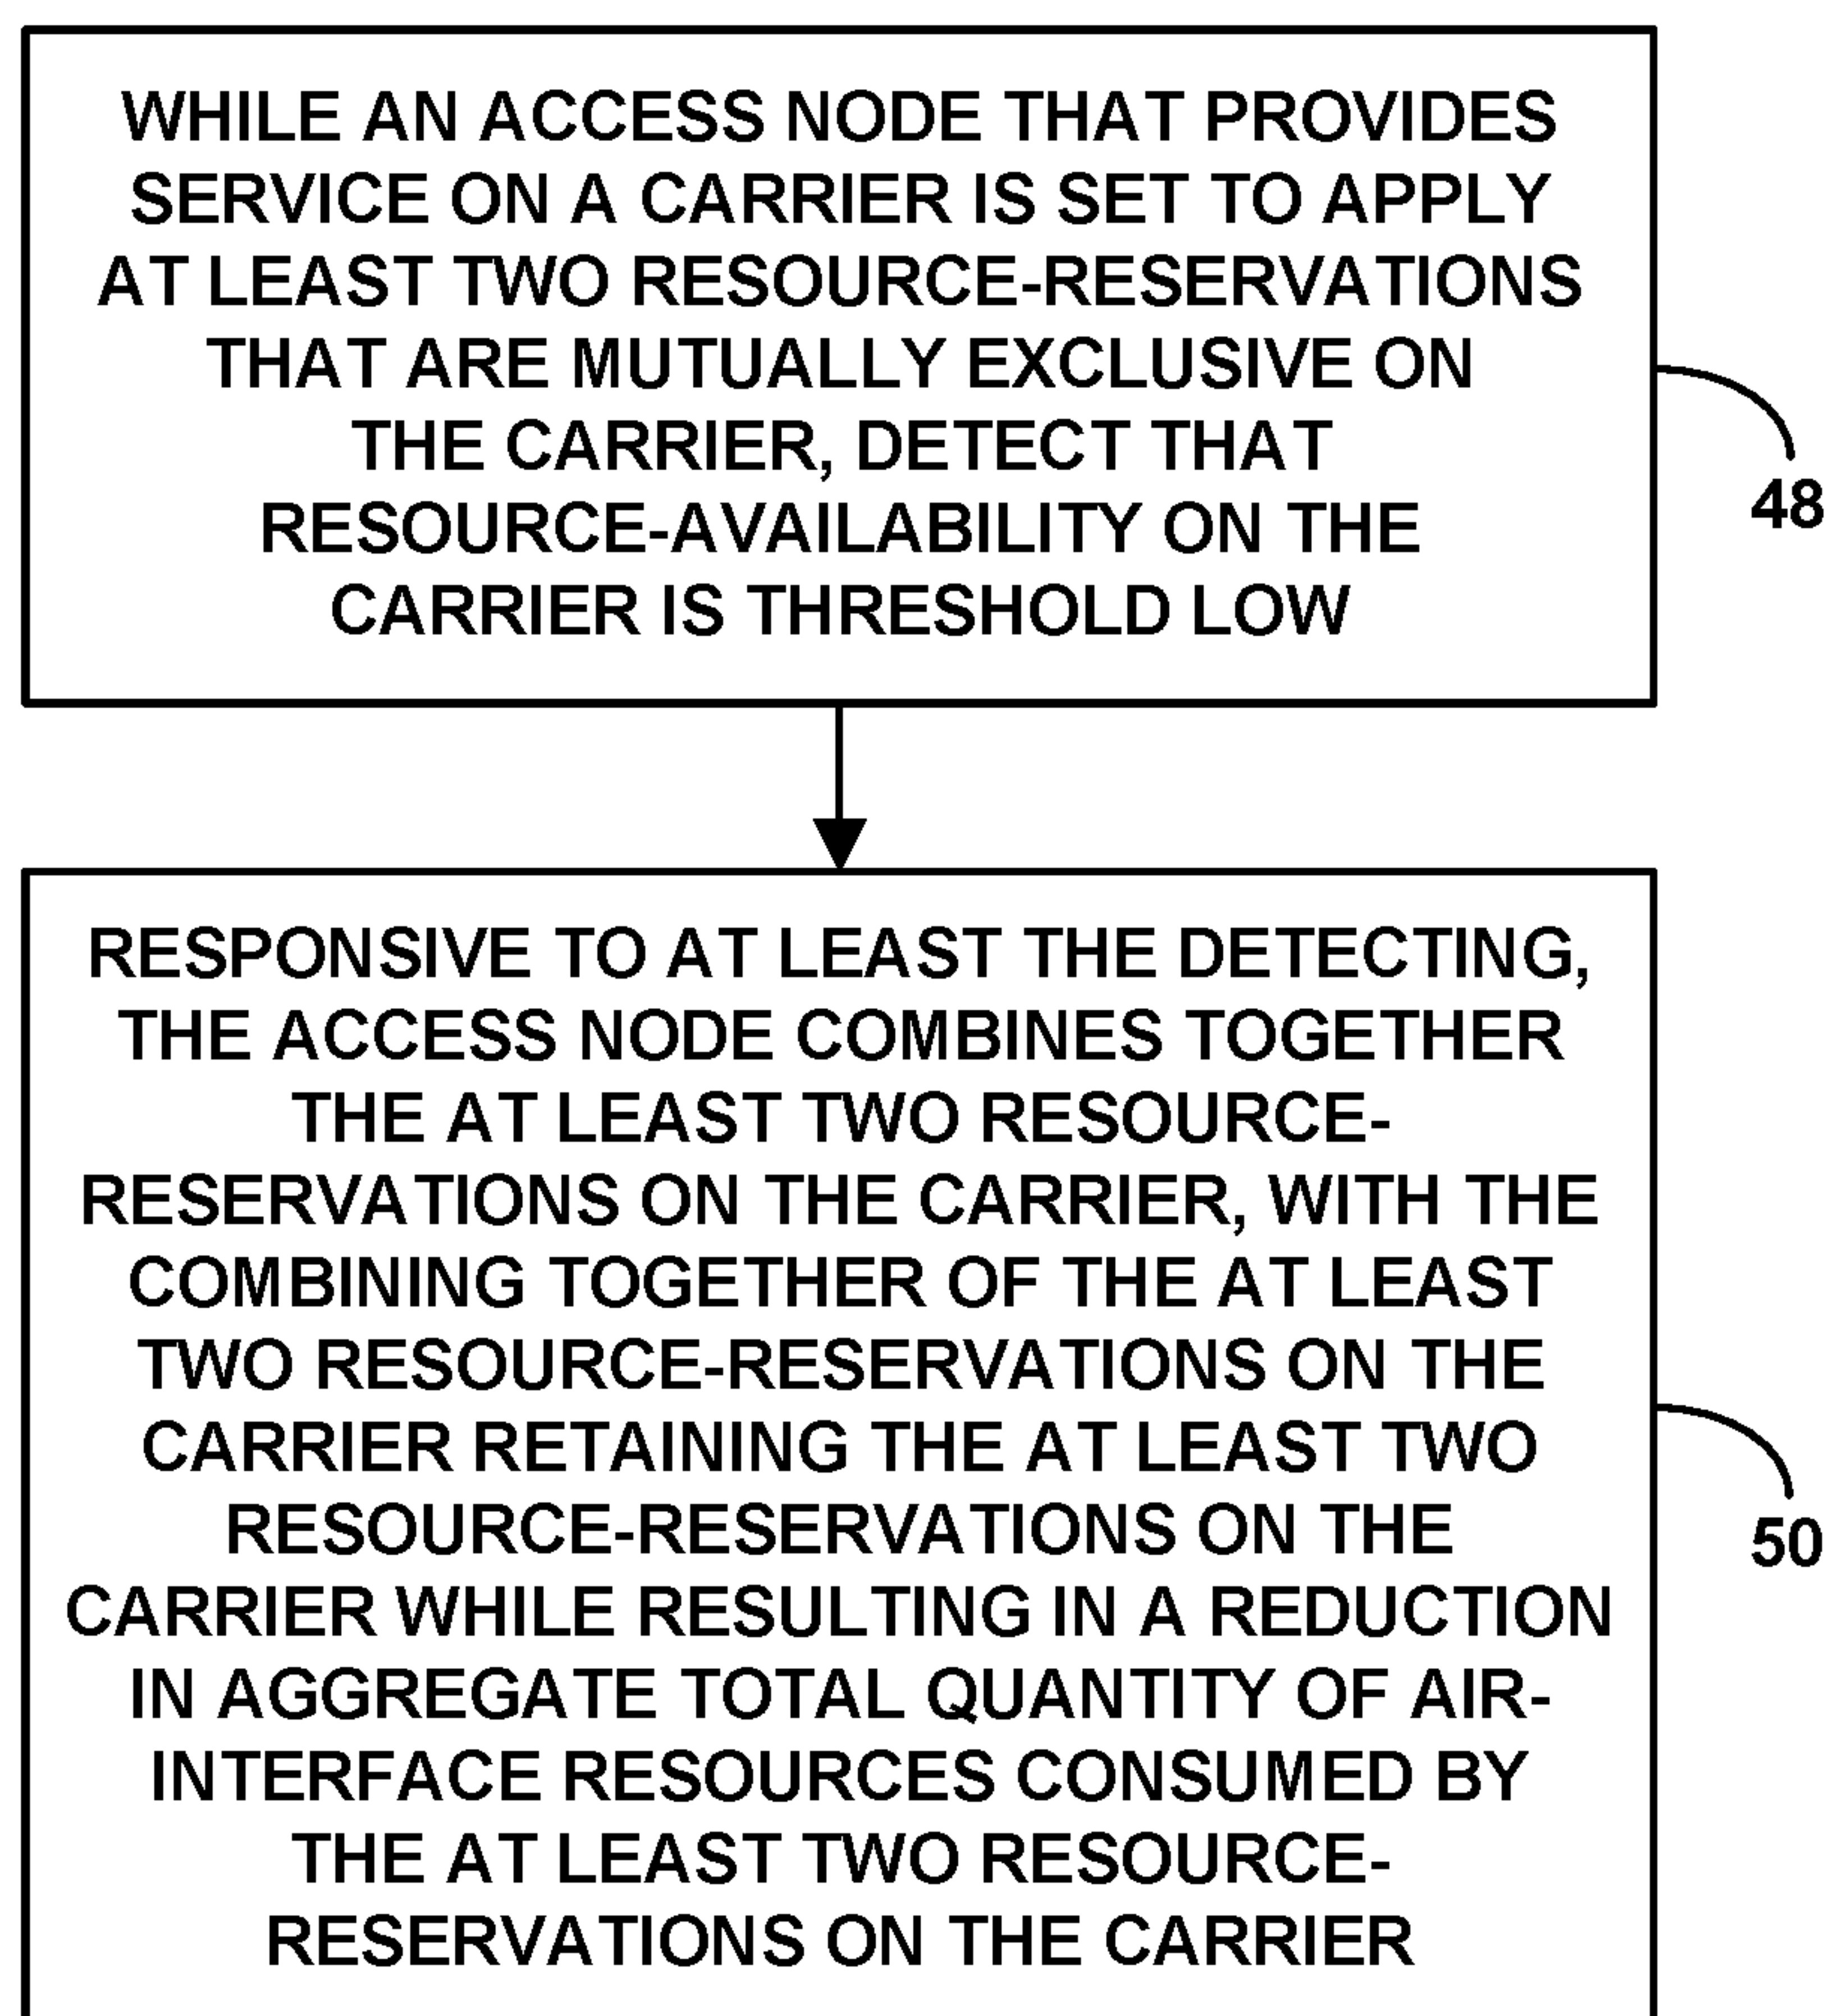 WHILE AN ACCESS NODE THAT PROVIDES
SERVICE ON A CARRIER IS SET TO APPLY
AT LEAST TWO RESOURCE-RESERVATIONS
THAT ARE MUTUALLY EXCLUSIVE ON
THE CARRIER, DETECT THAT
RESOURCE-AVAILABILITY ON THE
CARRIER IS THRESHOLD LOW
48
RESPONSIVE TO AT LEAST THE DETECTING,
THE ACCESS NODE COMBINES TOGETHER
THE AT LEAST TWO RESOURCE-
RESERVATIONS ON THE CARRIER, WITH THE
COMBINING TOGETHER OF THE AT LEAST
TWO RESOURCE-RESERVATIONS ON THE
CARRIER RETAINING THE AT LEAST TWO
RESOURCE-RESERVATIONS ON THE
CARRIER WHILE RESULTING IN A REDUCTION
IN AGGREGATE TOTAL QUANTITY OF AIR-
INTERFACE RESOURCES CONSUMED BY
THE AT LEAST TWO RESOURCE-
RESERVATIONS ON THE CARRIER
50